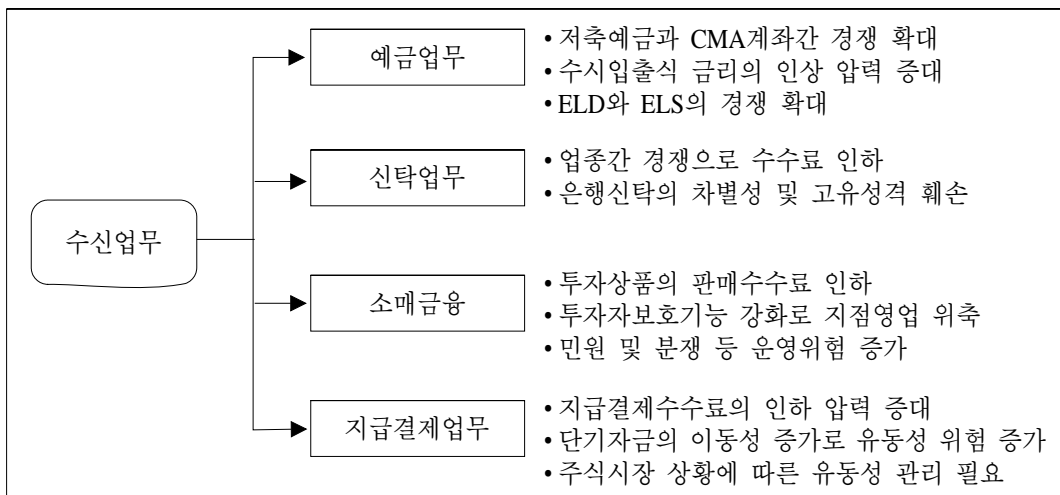 수신업무
예금업무
• 저축예금과 CMA계좌간 경쟁 확대
• 수시입출식 금리의 인상 압력 증대
• ELD와 ELS의 경쟁 확대
신탁업무
• 업종간 경쟁으로 수수료 인하
• 은행신탁의 차별성 및 고유성격 훼손
소매금융
• 투자상품의 판매수수료 인하
• 투자자보호기능 강화로 지점영업 위축
• 민원 및 분쟁 등 운영위험 증가
지급결제업무
• 지급결제수수료의 인하 압력 증대
• 단기자금의 이동성 증가로 유동성 위험 증가
• 주식시장 상황에 따른 유동성 관리 필요